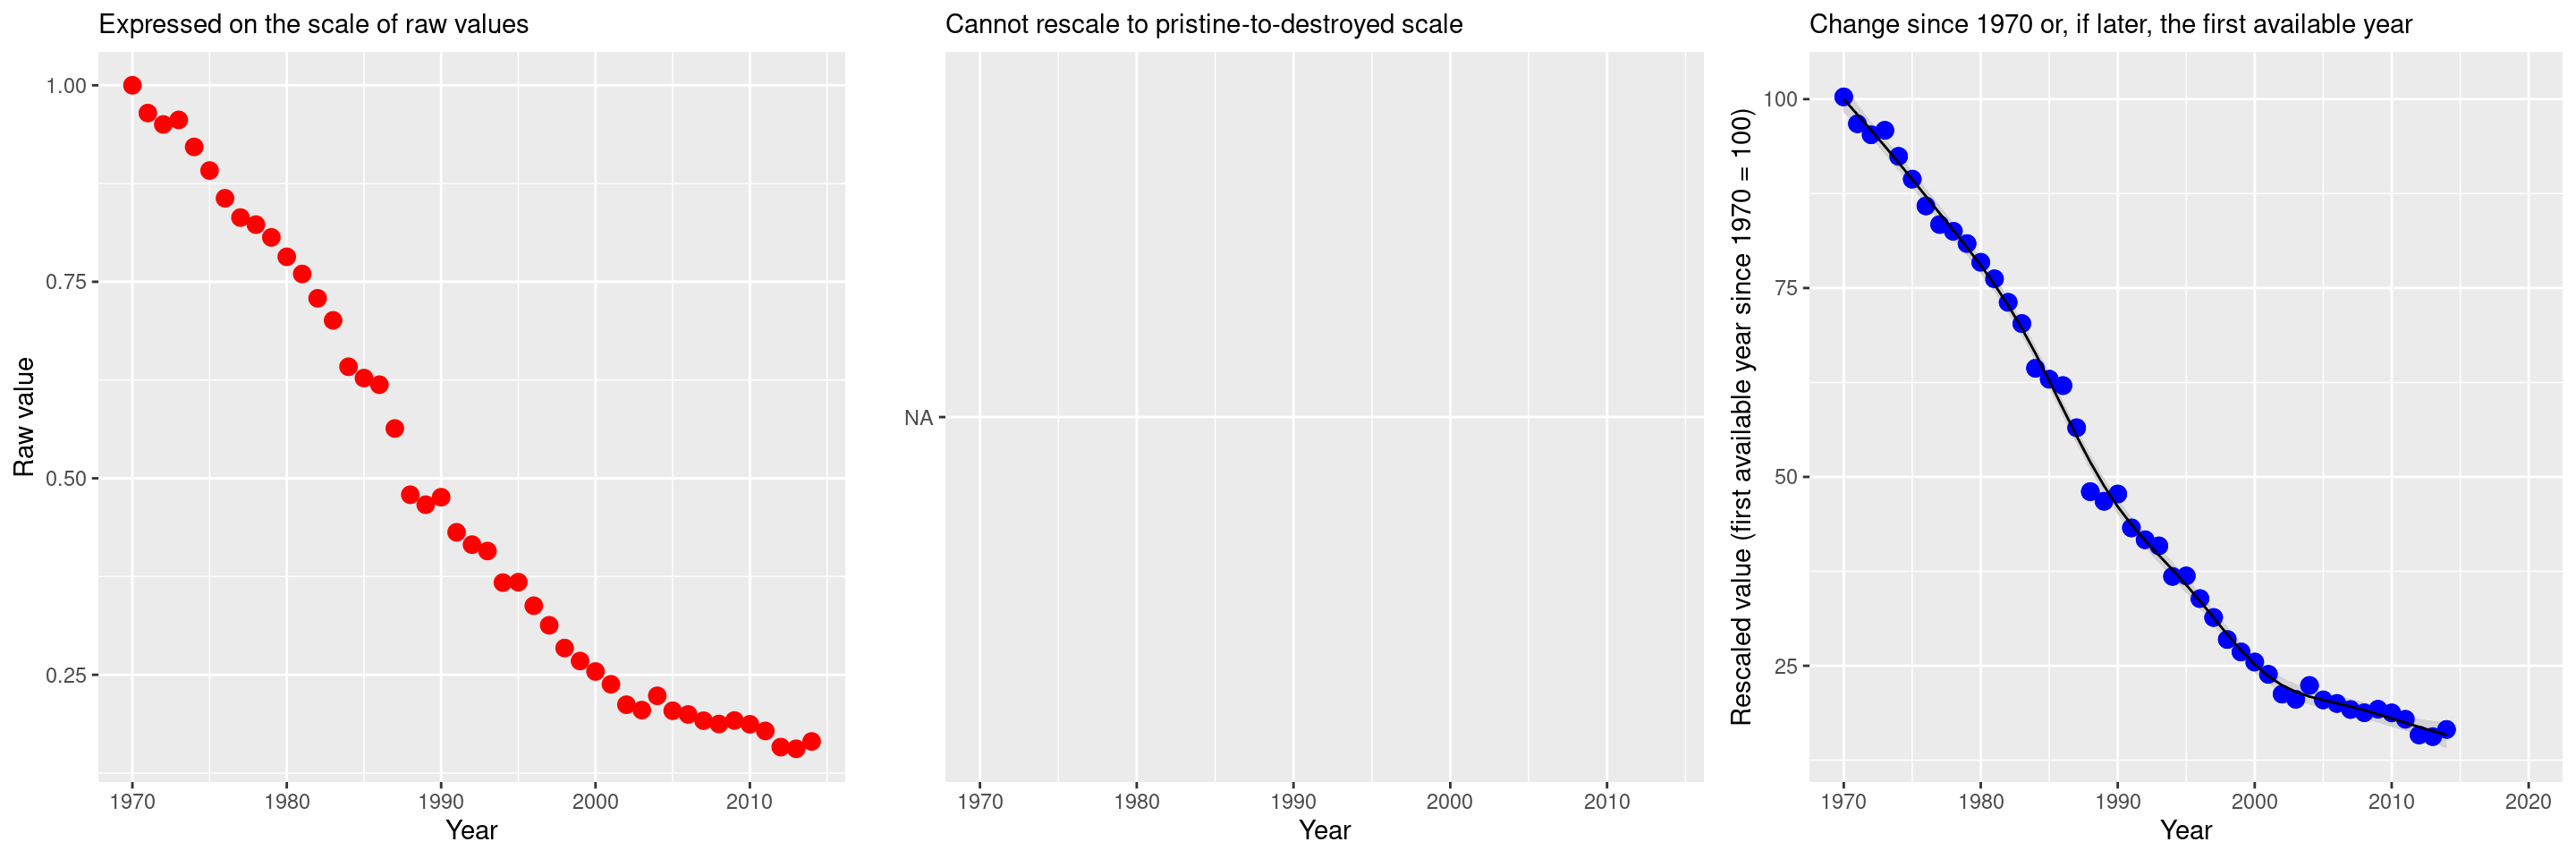 Expressed on the scale of raw values
Raw value
1.00
0.75
0.50
0.25
1970 1980 1990 2000 2010
Year
Cannot rescale to pristine-to-destroyed scale
NA
1970 1980 1990 2000 2010
Year
Change since 1970 or, if later, the first available year
Rescaled value (first available year since 1970 = 100)
100
75
50
25
1970 1980 1990 2000 2010 2020
Year